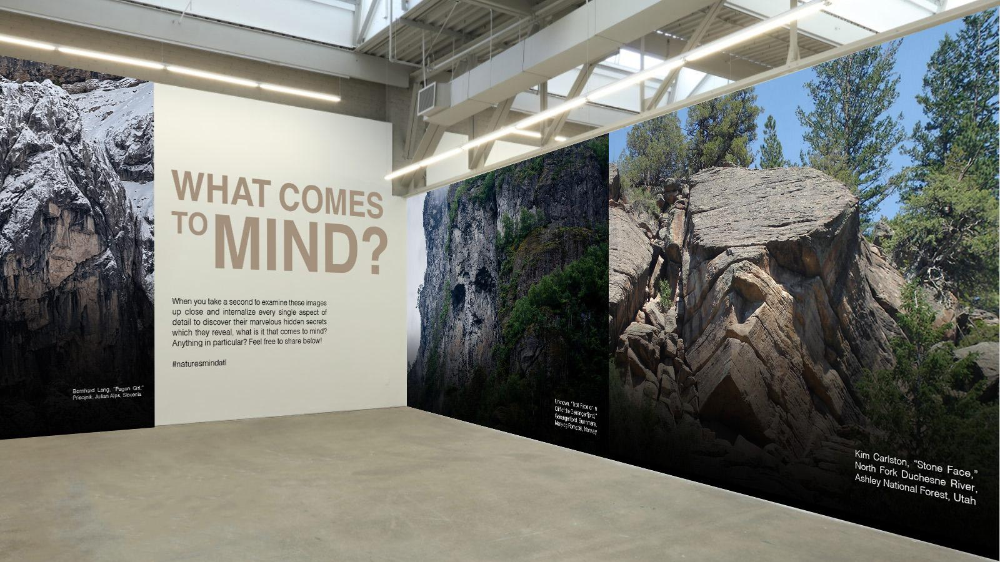 Bernhard Lang, “Pagan Girl,”
Prisojnik, Julian Alps, Slovenia
WHAT COMES
TO MIND?
When you take a second to examine these images
up close and internalize every single aspect of
detail to discover their marvelous hidden secrets
which they reveal, what is it that comes to mind?
Anything in particular? Feel free to share below!
#naturesmindatl
Unknown, “Troll Face on a
Cliff of the Geirangerfjord,”
Geirangerfjord, Sunnmøre,
Møre og Romsdal, Norway
Kim Carlston, “Stone Face,”
North Fork Duchesne River,
Ashley National Forest, Utah